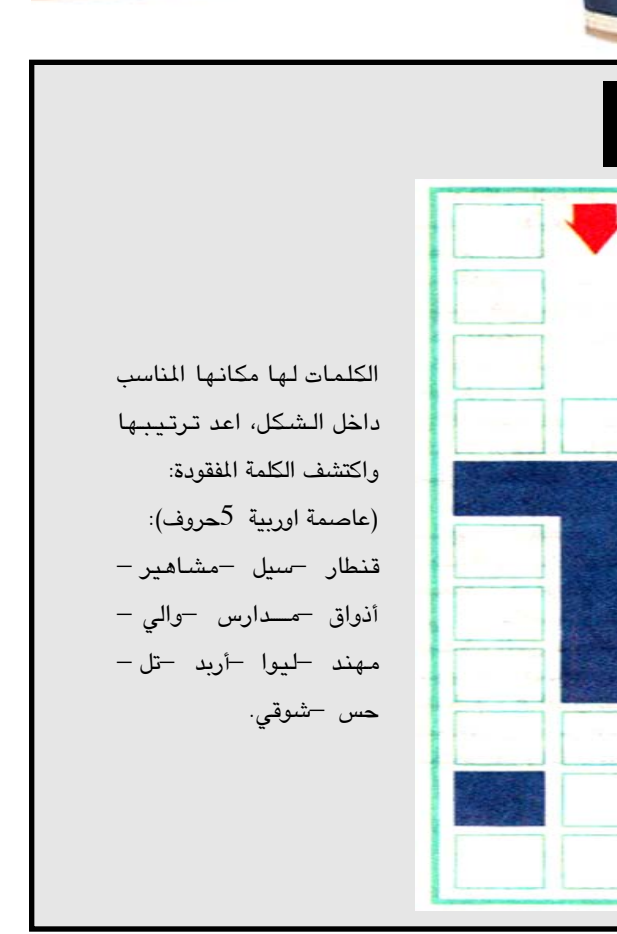 الكلمات لها مكانها المناسب
داخل الشكل، اعد ترتيبها
واكتشف الكلمة المفقودة:
(عاصمة اوربية 5حروف):
قنطار –سيل –مشاهير –
أذواق –مدارس –والي –
مهند –ليوا –أربد –تل –
حس –شوقي.